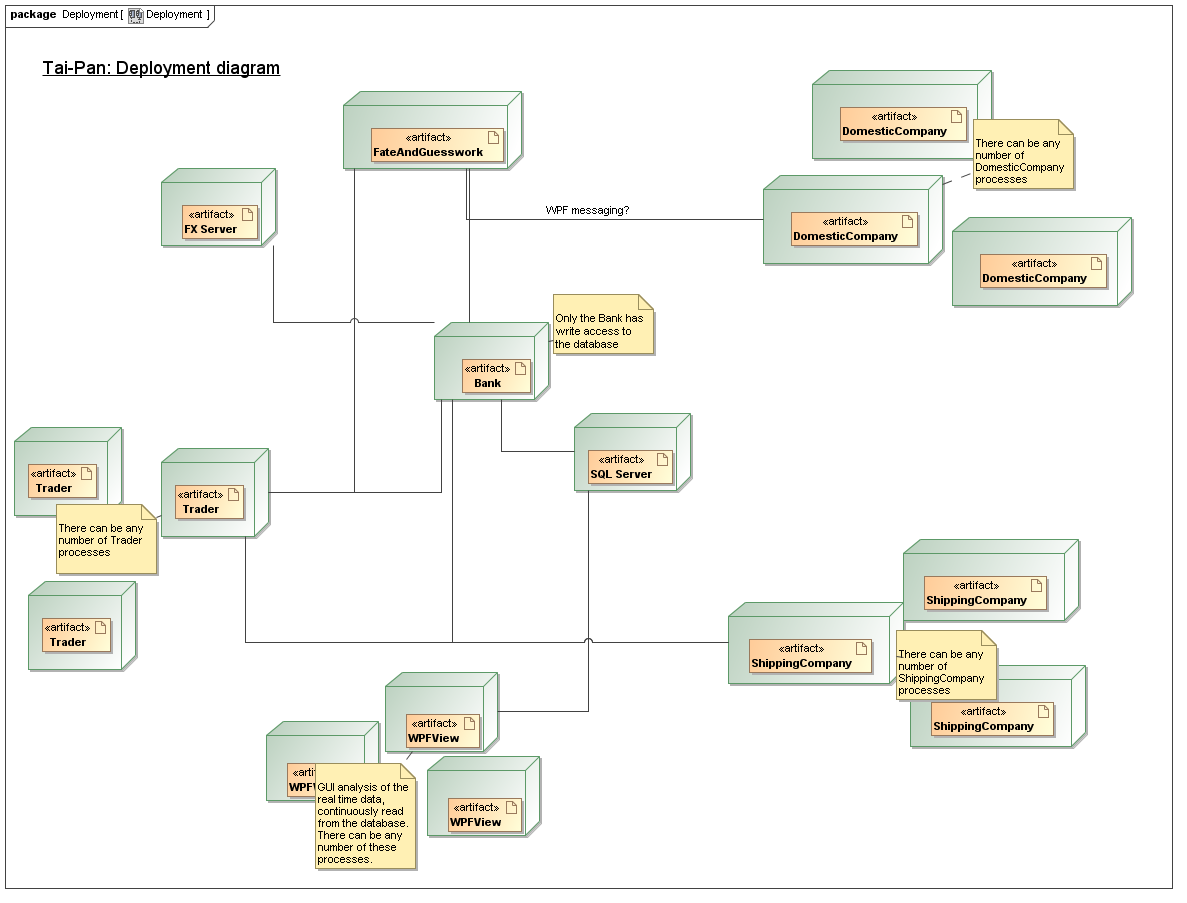 package Deployment [ Deployment ]
Tai-Pan: Deployment diagram
«artifact»
FateAndGuesswork
«artifact»
DomesticCompany
There can be any
number of
DomesticCompany
processes
«artifact»
FX Server
WPF messaging?
«artifact»
DomesticCompany
«artifact»
DomesticCompany
Only the Bank has
write access to
the database
«artifact»
Bank
«artifact»
SQL Server
«artifact»
Trader
«artifact»
Trader
There can be any
number of Trader
processes
«artifact»
Trader
«artifact»
ShippingCompany
«artifact»
ShippingCompany
There can be any
number of
ShippingCompany
processes
«artifact»
ShippingCompany
«artifact»
WPFView
«arti
WPFV
GUI analysis of the
real time data,
continuously read
from the database.
There can be any
number of these
processes.
«artifact»
WPFView